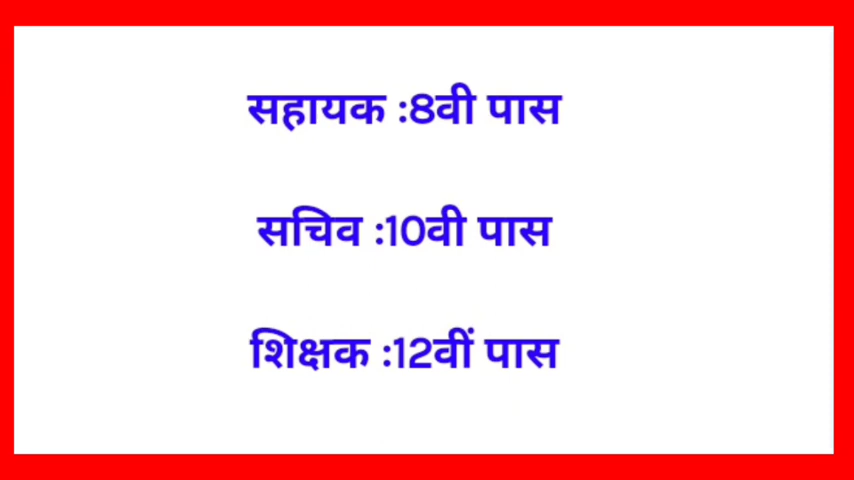 सहायक :8वी पास
सचिव :10वी पास
शिक्षक :12वीं पास